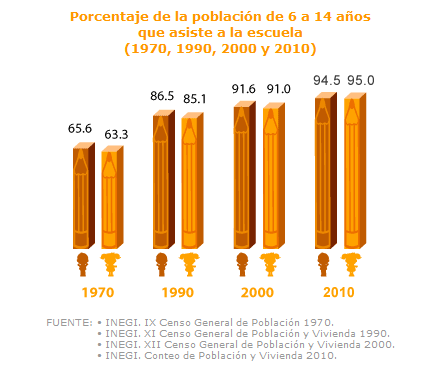 Porcentaje de la población de 6 a 14 años
que asiste a la escuela
(1970, 1990, 2000 y 2010)
65.6 63.3
86.5 85.1
91.6 91.0
94.5 95.0
1970 1990 2000 2010
FUENTE: • INEGI. IX Censo General de Población 1970.
• INEGI. XI Censo General de Población y Vivienda 1990.
• INEGI. XII Censo General de Población y Vivienda 2000.
• INEGI. Conteo de Población y Vivienda 2010.